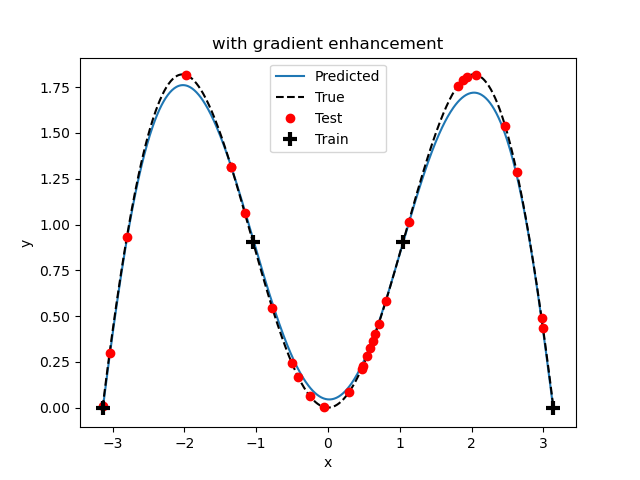 with gradient enhancement
Predicted
True
Test
Train
y
1.75
1.50
1.25
1.00
0.75
0.50
0.25
0.00
−3
−2
−1
0
1
2
3
x